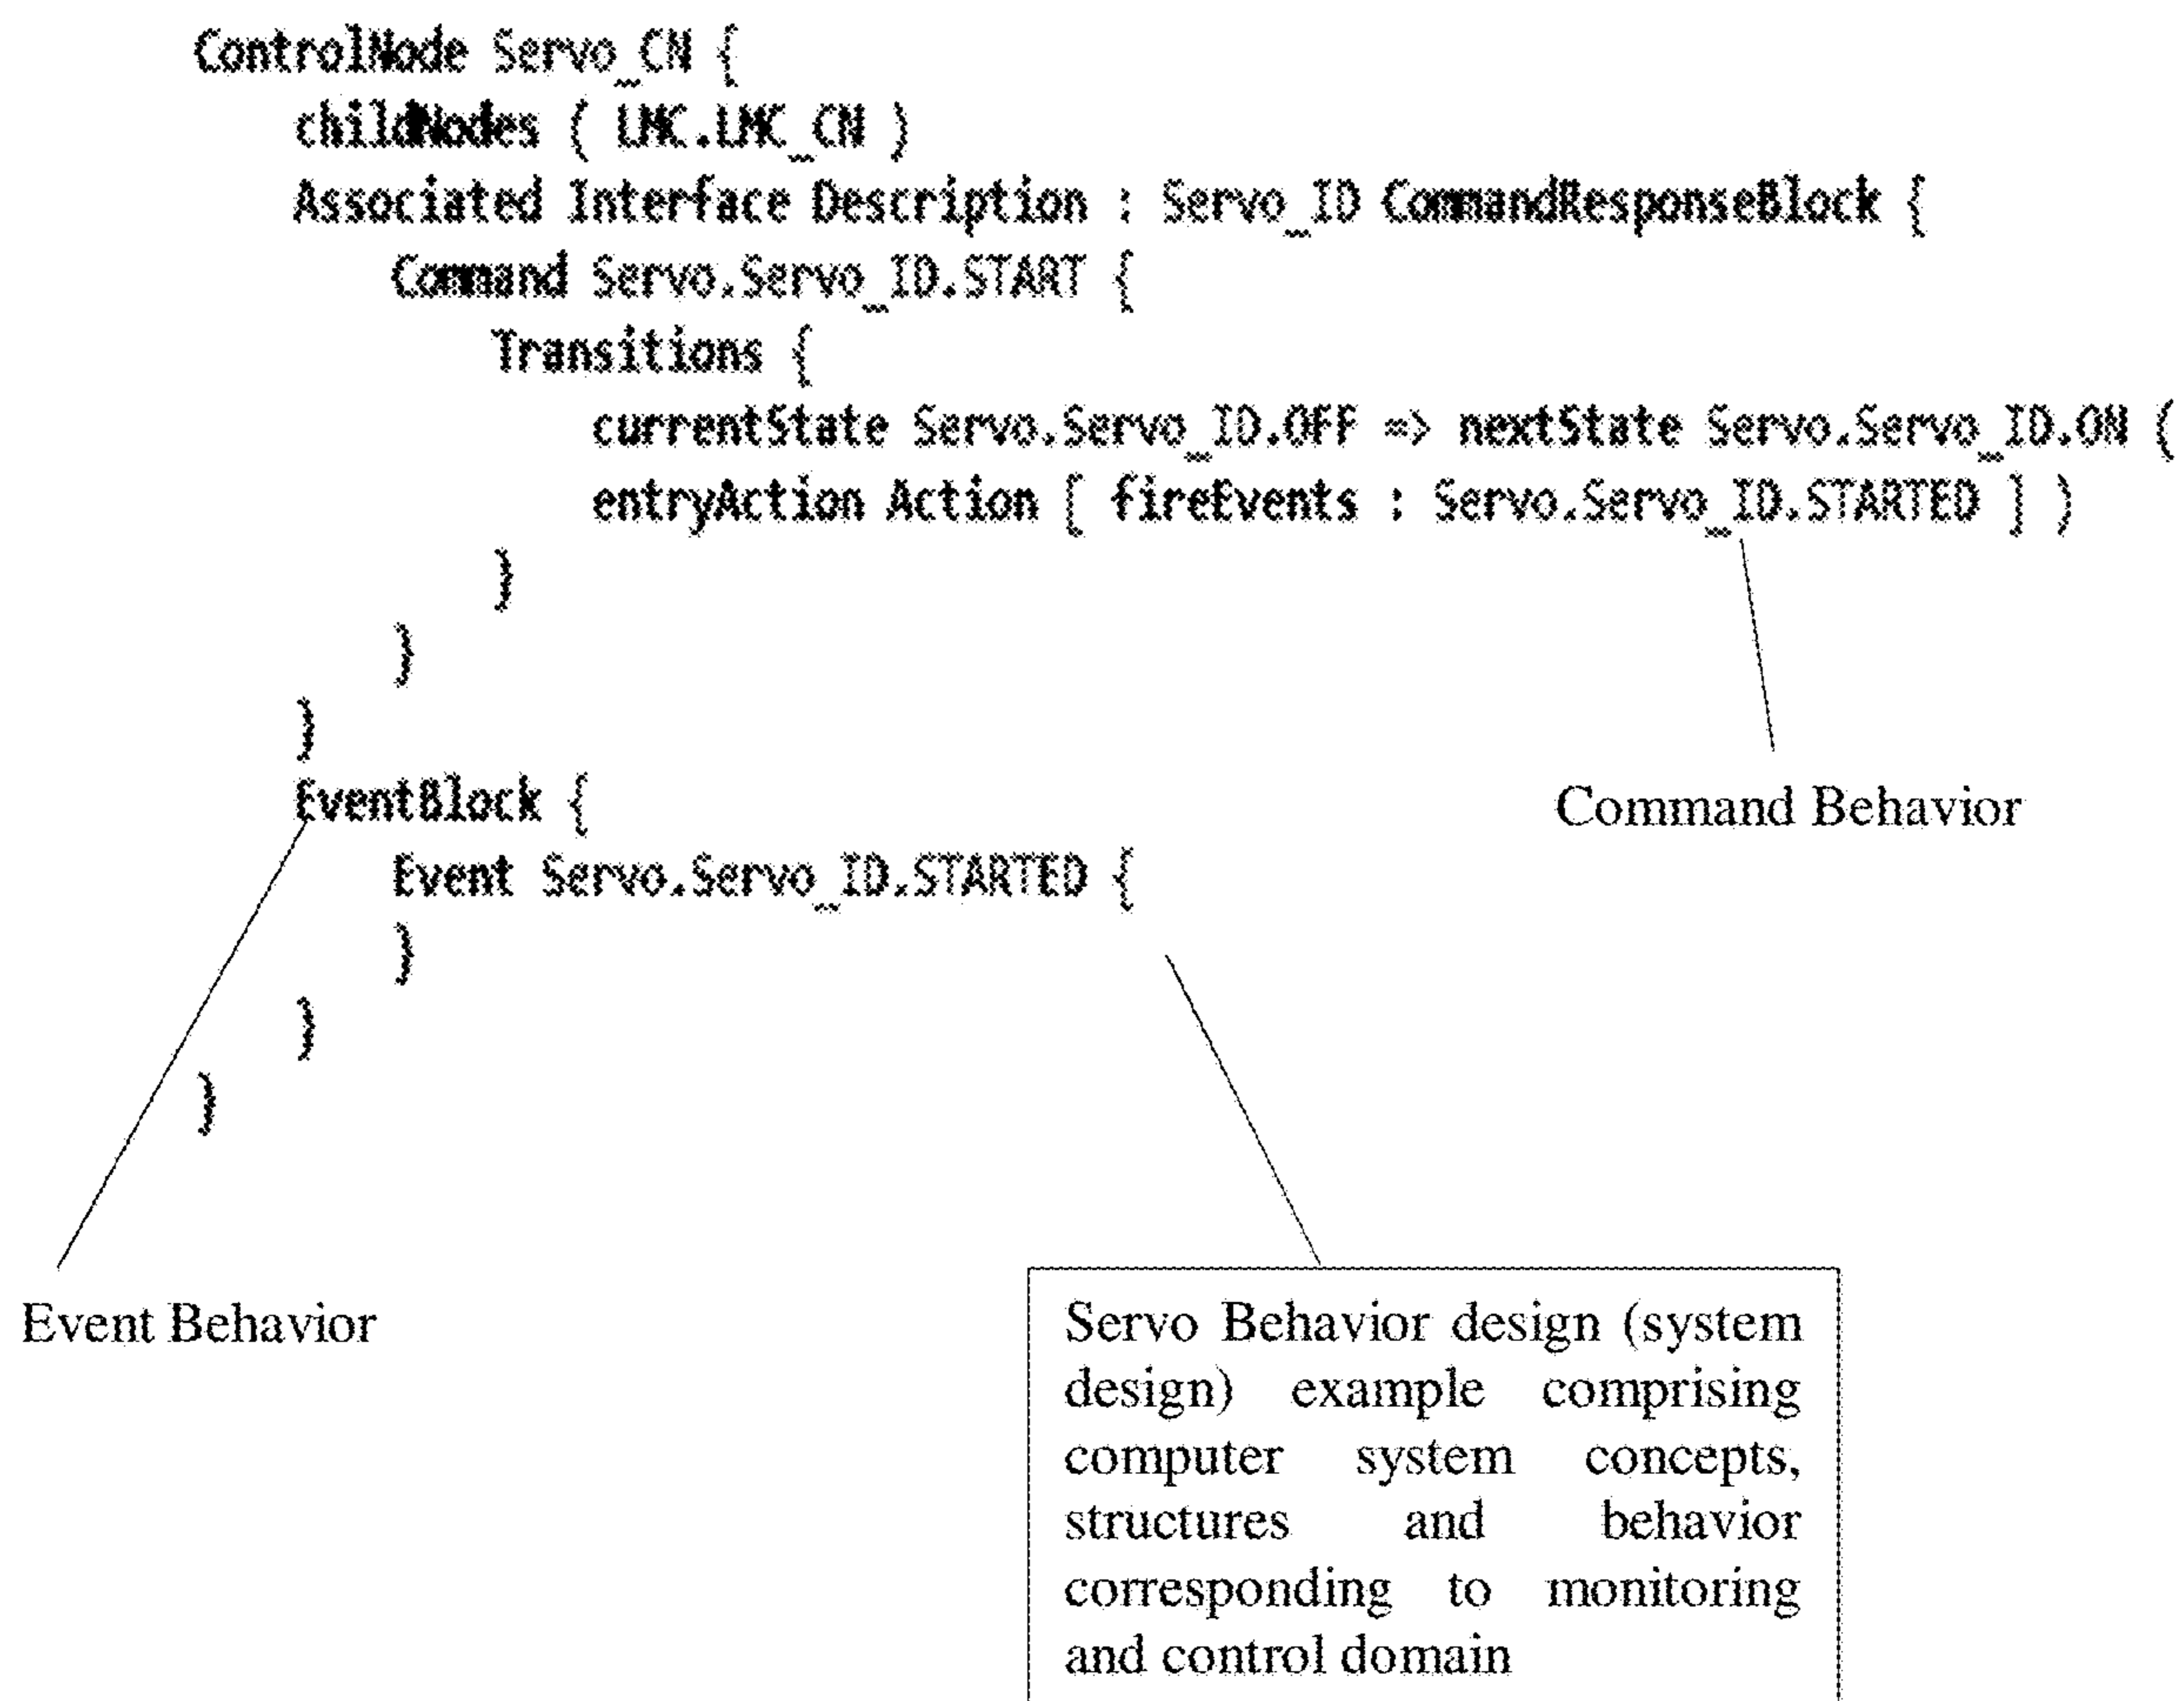 ControlNode Servo_CN {
childNodes ( LMC.LMC_CN )
Associated Interface Description : Servo_ID CommandResponseBlock {
Command Servo.Servo_ID.START {
Transitions {
currentState Servo.Servo_ID.OFF => nextState Servo.Servo_ID.ON (
entryAction Action [ fireEvents : Servo.Servo_ID.STARTED ] )
}
}
}
EventBlock {
Command Behavior
Event Servo.Servo_ID.STARTED {
}
}
}
Event Behavior
Servo Behavior design (system
design) example comprising
computer system concepts,
structures and behavior
corresponding to monitoring
and control domain